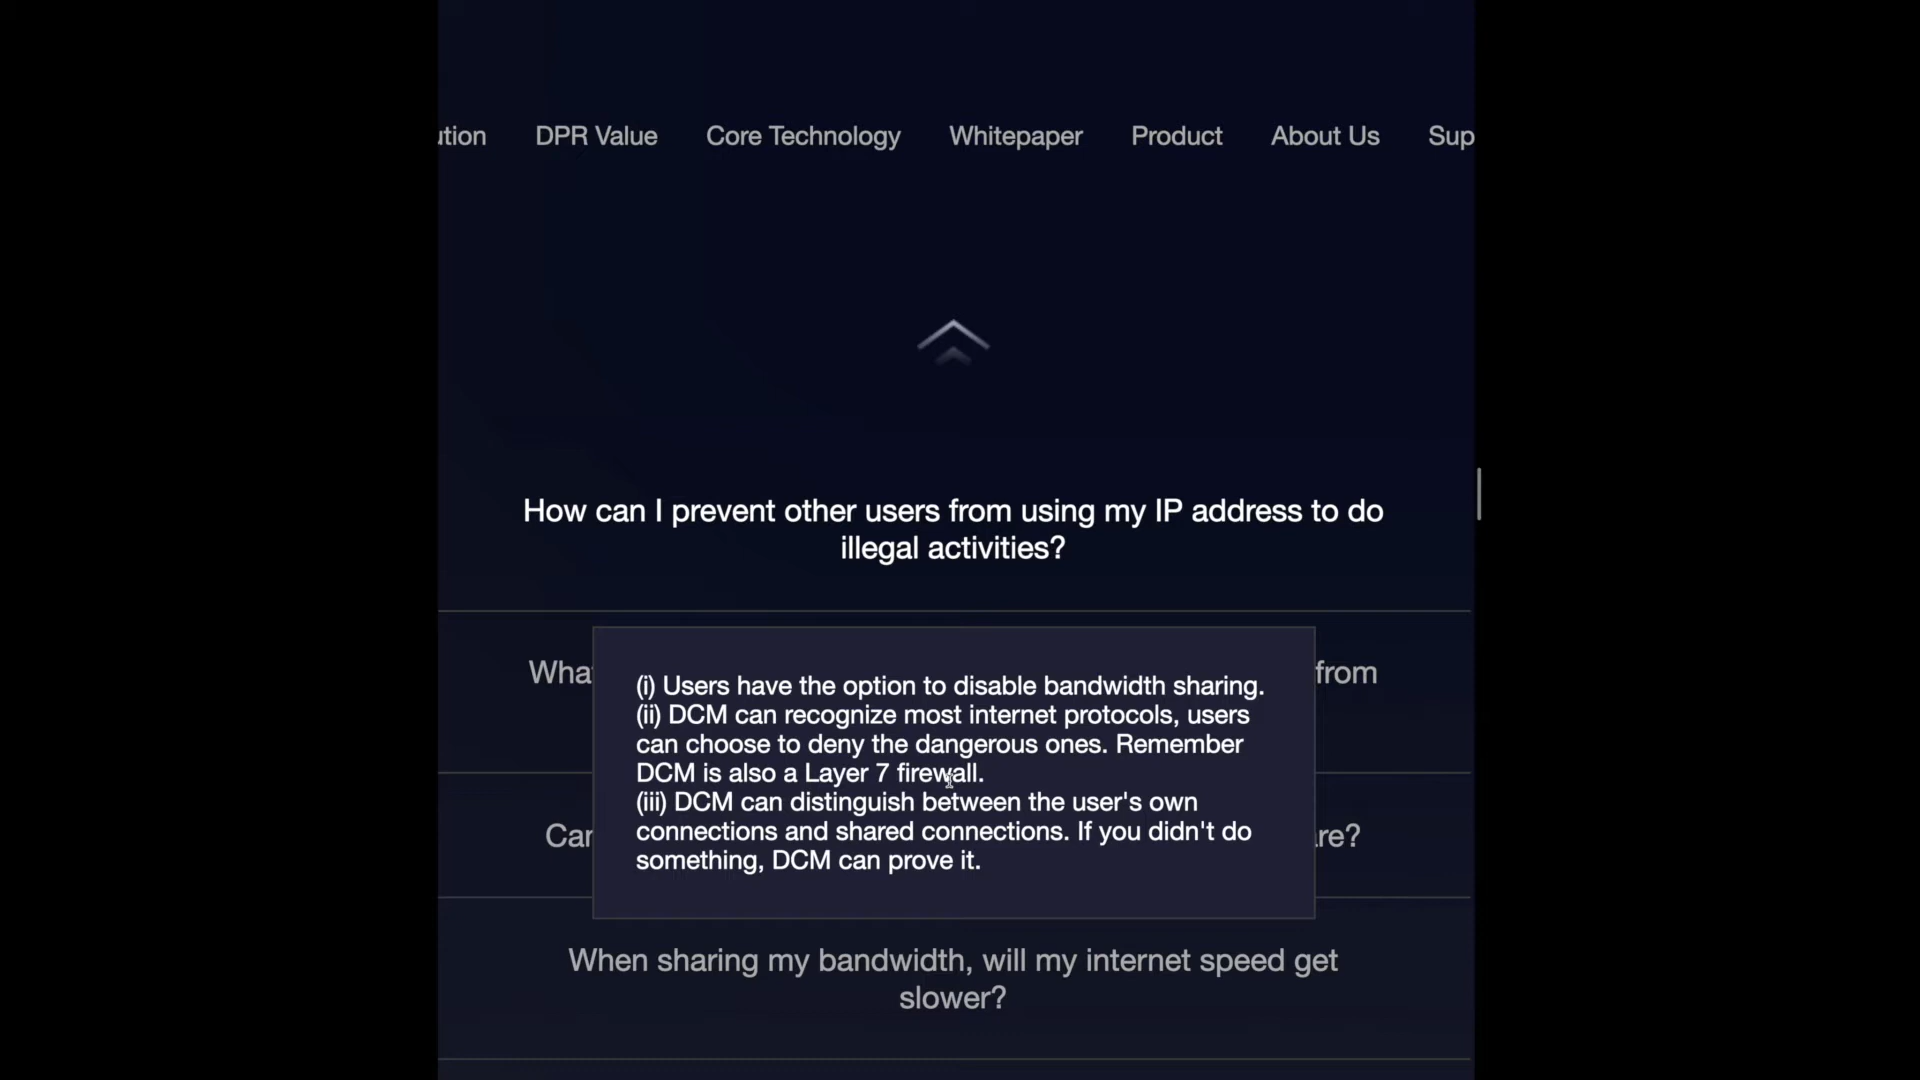 ution DPR Value Core Technology Whitepaper Product About Us Sup
How can I prevent other users from using my IP address to do
illegal activities?
What from
(i) Users have the option to disable bandwidth sharing.
(ii) DCM can recognize most internet protocols, users
can choose to deny the dangerous ones. Remember
DCM is also a Layer 7 firewall.
(iii) DCM can distinguish between the user's own
connections and shared connections. If you didn't do
something, DCM can prove it.
Can re?
When sharing my bandwidth, will my internet speed get
slower?